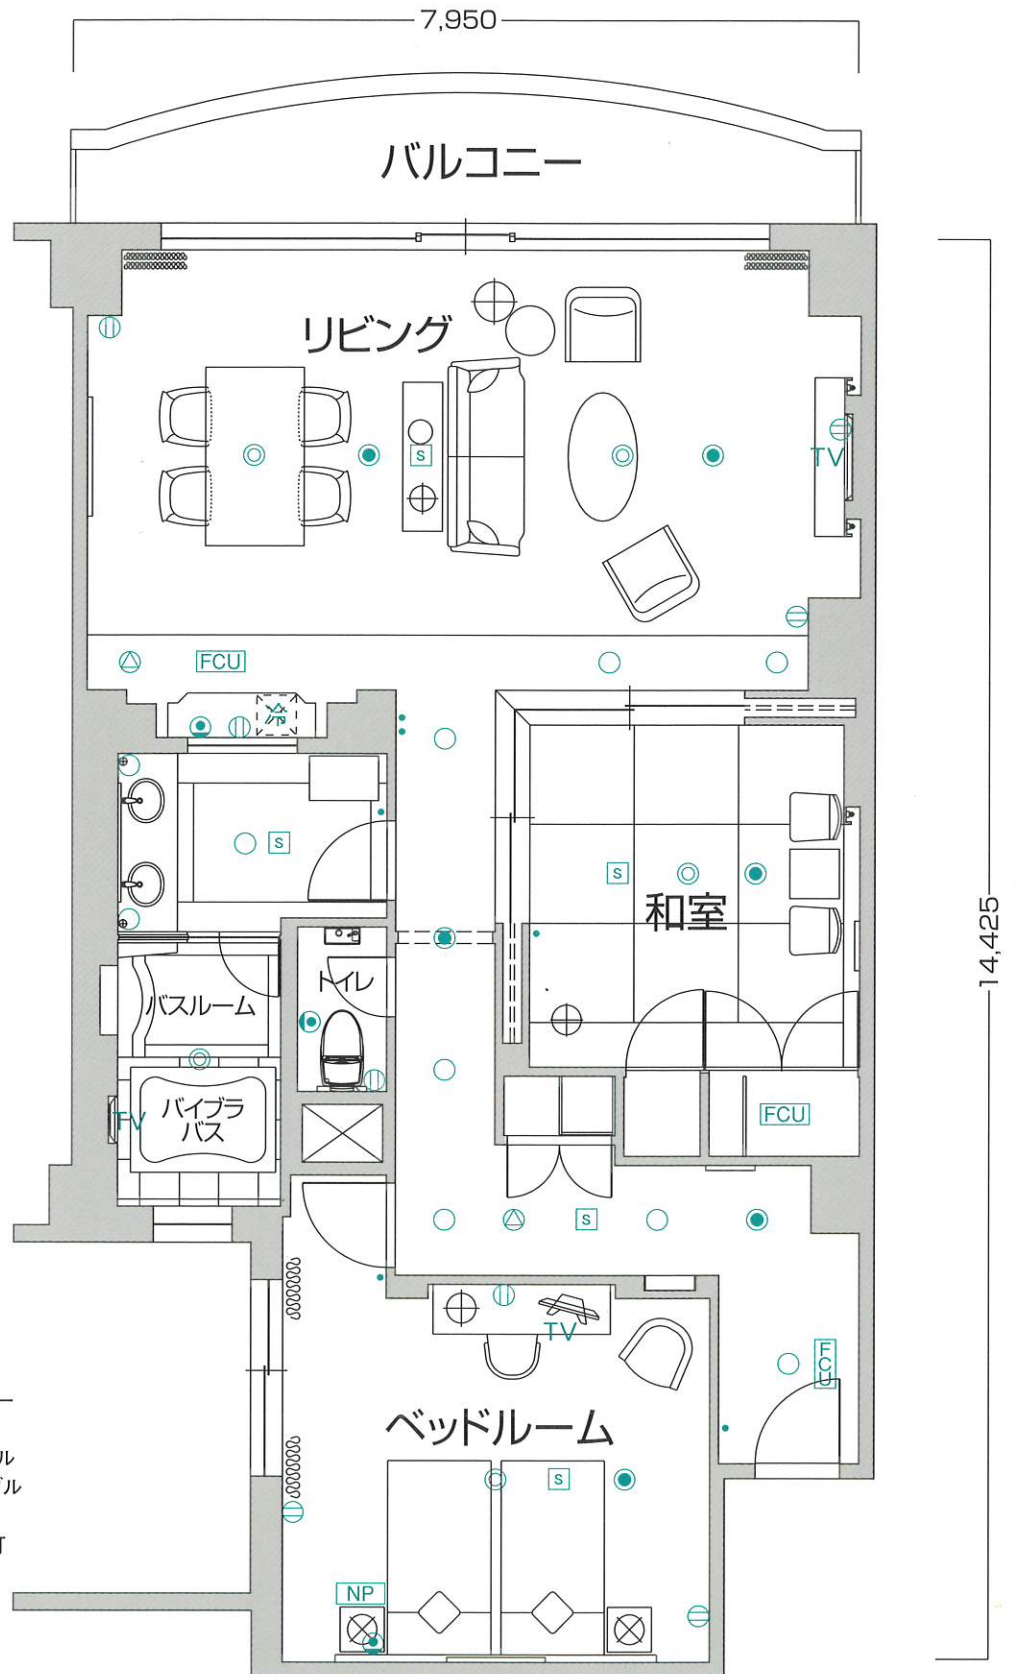 7,950
バルコニー
リビング
S
TV
FCU
冷
S
S
和室
14,425
トイレ
バスルーム
バイブラ
バス
TV
FCU
S
TV
FCU
ベッドルーム
ル
S
NP